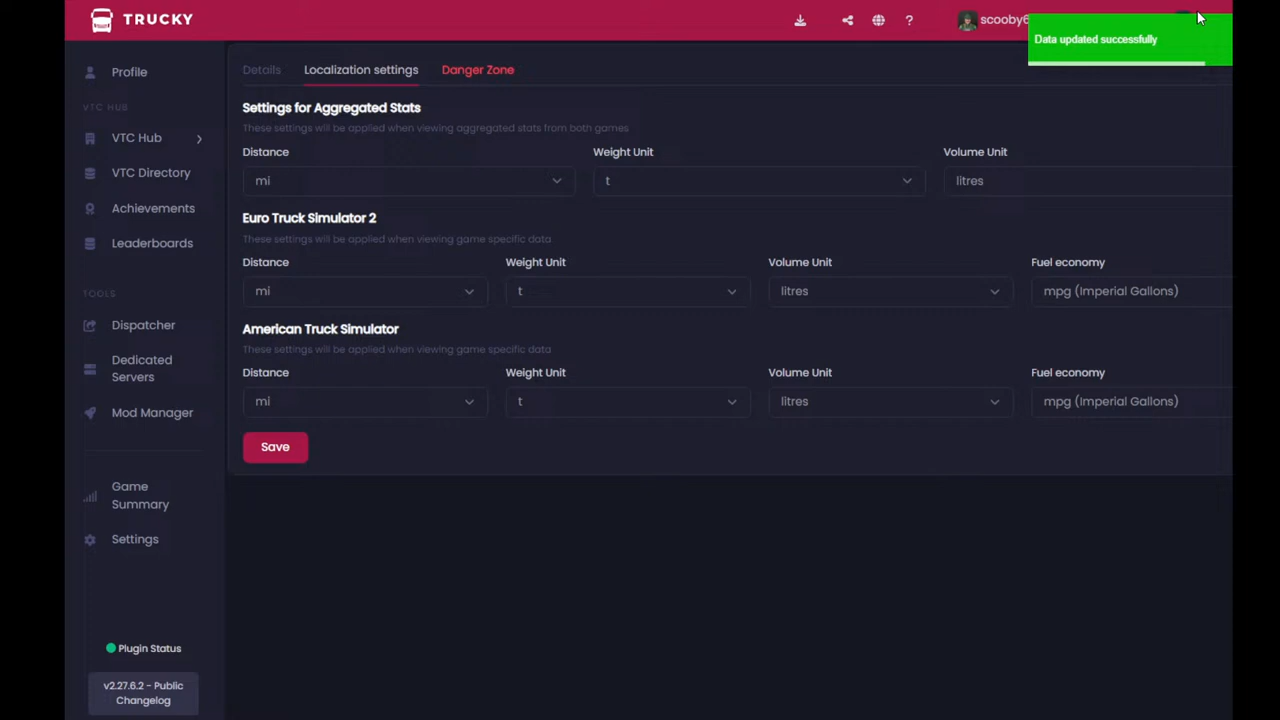 TRUCKY
?
scooby6
Data updated successfully
Profile
VTC HUB
VTC Hub
VTC Directory
Achievements
Leaderboards
TOOLS
Dispatcher
Dedicated
Servers
Mod Manager
Game
Summary
Settings
Plugin Status
v2.27.6.2 - Public
Changelog
Details Localization settings Danger Zone
Settings for Aggregated Stats
These settings will be applied when viewing aggregated stats from both games
Distance Weight Unit Volume Unit
mi t litres
Euro Truck Simulator 2
These settings will be applied when viewing game specific data
Distance Weight Unit Volume Unit Fuel economy
mi t litres mpg (Imperial Gallons)
American Truck Simulator
These settings will be applied when viewing game specific data
Distance Weight Unit Volume Unit Fuel economy
mi t litres mpg (Imperial Gallons)
Save